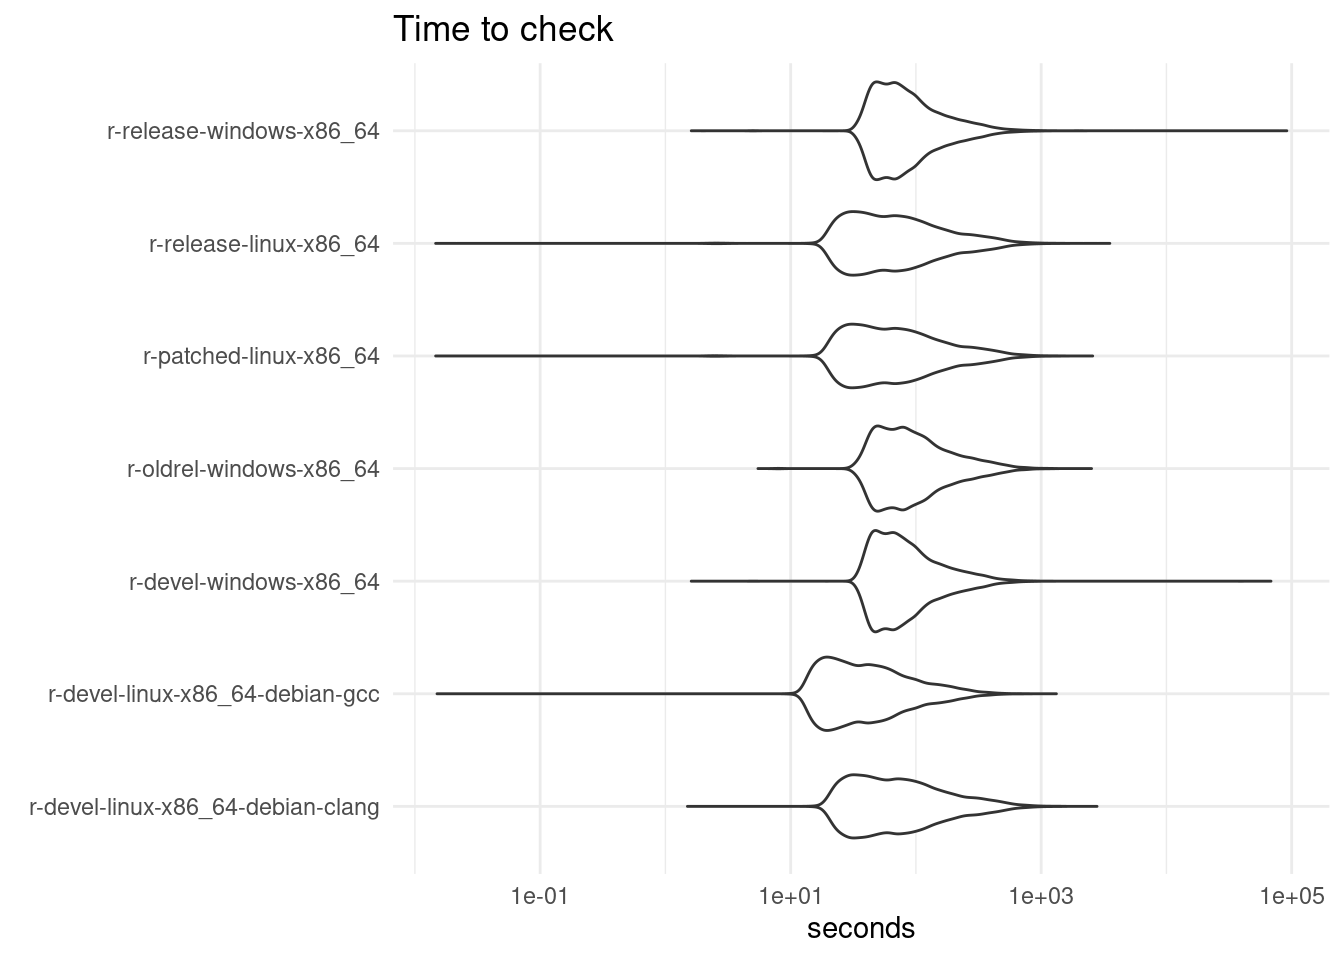 Time to check
r-release-windows-x86_64
r-release-linux-x86_64
r-patched-linux-x86_64
r-oldrel-windows-x86_64
r-devel-windows-x86_64
r-devel-linux-x86_64-debian-gcc
r-devel-linux-x86_64-debian-clang
1e-01 1e+01 1e+03 1e+05
seconds